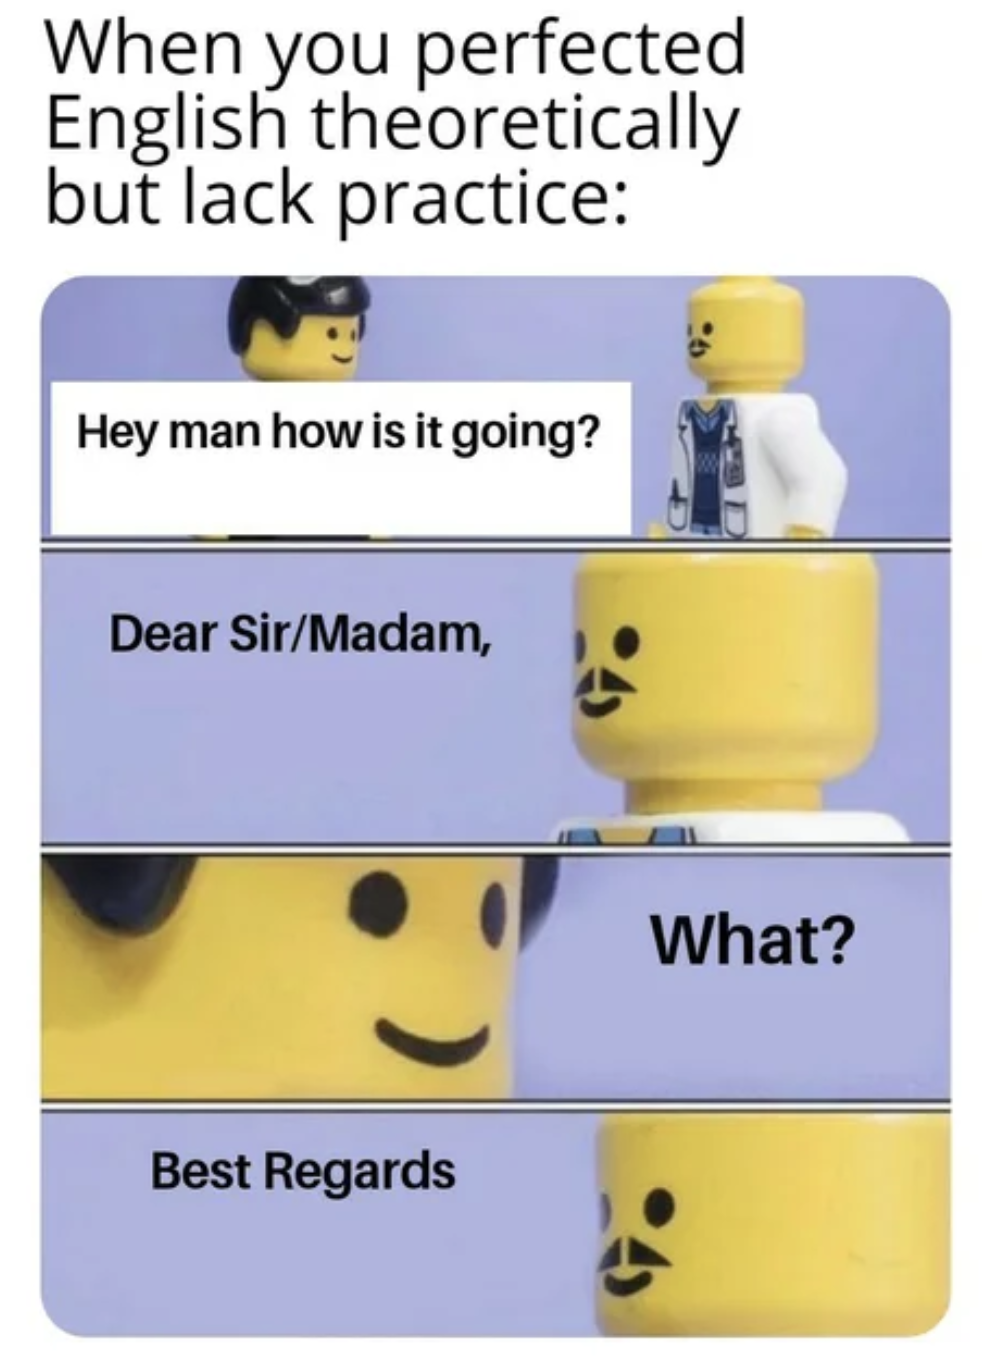 When you perfected
English theoretically
but lack practice:
Hey man how is it going?
Dear Sir/Madam,
What?
Best Regards